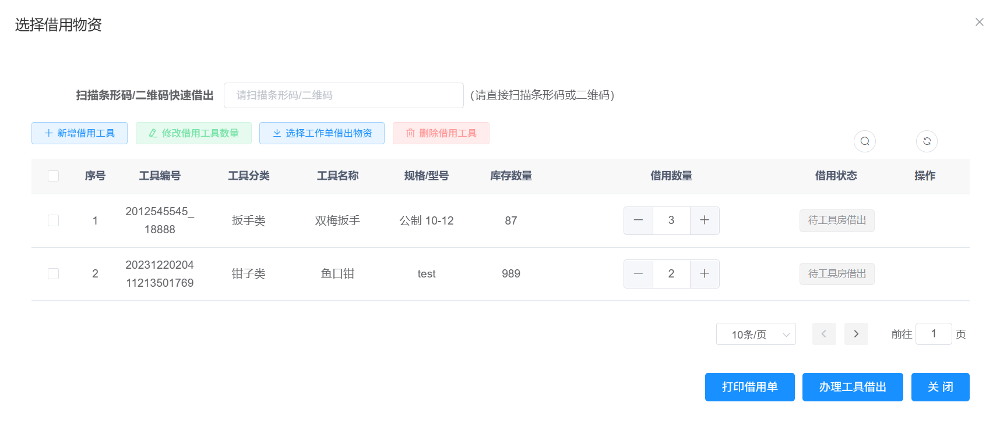 选择借用物资
扫描条形码/二维码快速借出 请扫描条形码/二维码 (请直接扫描条形码或二维码)
新增借用工具 修改借用工具数量 选择工作单借出物资 删除借用工具
序号 工具编号 工具分类 工具名称 规格/型号 库存数量 借用数量 借用状态 操作
1 2012545545_18888 扳手类 双梅扳手 公制 10-12 87 3 待工具房借出
2 2023122020411213501769 钳子类 鱼口钳 test 989 2 待工具房借出
10条/页 前往 1 页
打印借用单 办理工具借出 关 闭